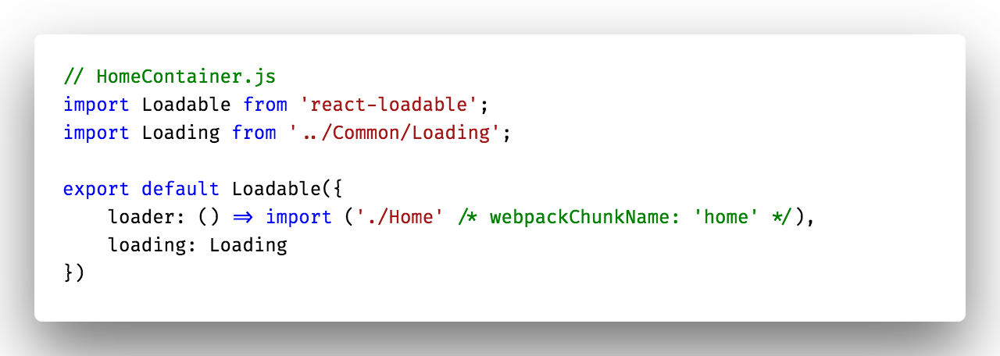 // HomeContainer.js
import Loadable from 'react-loadable';
import Loading from '../Common/Loading';
export default Loadable({
    loader: () => import ('./Home' /* webpackChunkName: 'home' */),
    loading: Loading
})